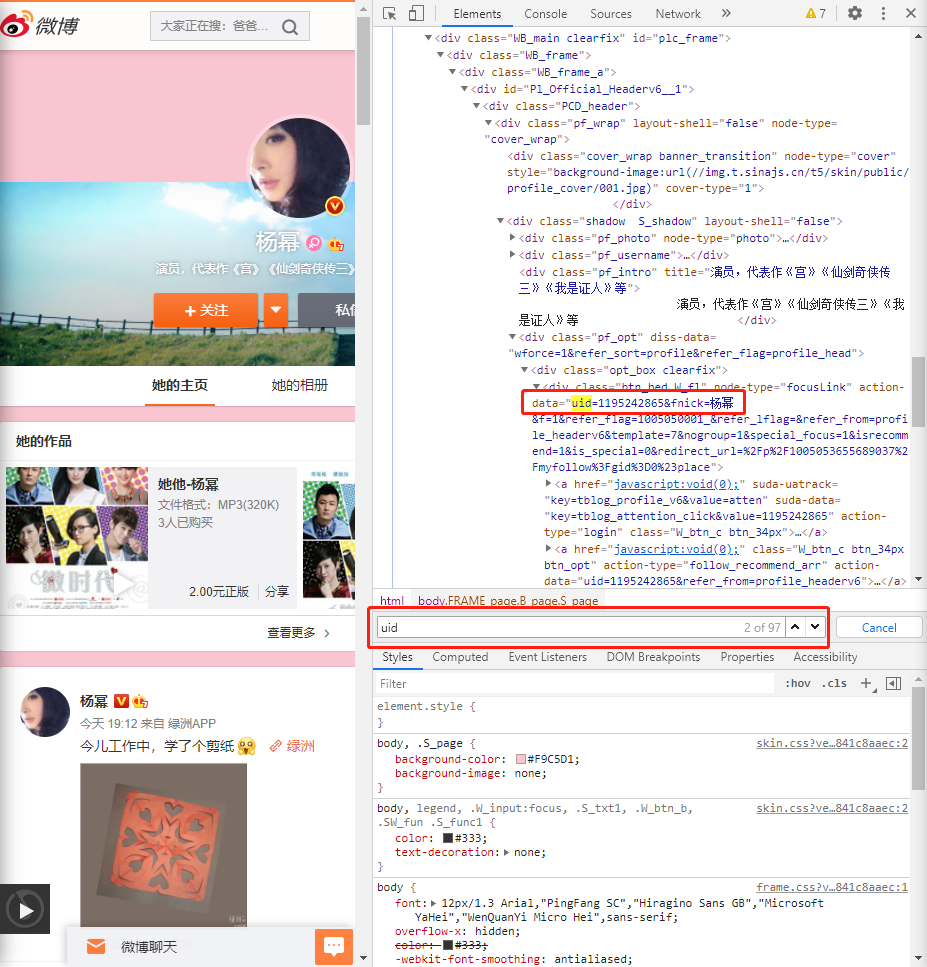 微博
大家正在搜：爸爸...
杨幂
演员，代表作《宫》《仙剑奇侠传三》
+ 关注
私信
她的主页
她的相册
她的作品
她他-杨幂
文件格式：MP3(320K)
3人已购买
2.00元正版
分享
微时代
查看更多 >
杨幂
今天 19:12 来自 绿洲APP
今儿工作中，学了个剪纸
绿洲
微博聊天
Elements
Console
Sources
Network
»
7
<div class="WB_main clearfix" id="plc_frame">
<div class="WB_frame">
<div class="WB_frame_a">
<div id="Pl_Official_Headerv6__1">
<div class="PCD_header">
<div class="pf_wrap" layout-shell="false" node-type=
"cover_wrap">
<div class="cover_wrap banner_transition" node-type="cover"
style="background-image:url(//img.t.sinajs.cn/t5/skin/public/
profile_cover/001.jpg)" cover-type="1">
</div>
<div class="shadow  S_shadow" layout-shell="false">
<div class="pf_photo" node-type="photo">…</div>
<div class="pf_username">…</div>
<div class="pf_intro" title="演员，代表作《宫》《仙剑奇侠传
三》《我是证人》等">
演员，代表作《宫》《仙剑奇侠传三》《我
是证人》等
</div>
<div class="pf_opt" diss-data=
"wforce=1&refer_sort=profile&refer_flag=profile_head">
<div class="opt_box clearfix">
<div class="btn_bed W_fl" node-type="focusLink" action-
data="uid=1195242865&fnick=杨幂
&f=1&refer_flag=1005050001_&refer_lflag=&refer_from=profi
le_headerv6&template=7&nogroup=1&special_focus=1&isrecomm
end=1&is_special=0&redirect_url=%2Fp%2F1005053655689037%2
Fmyfollow%3Fgid%3D0%23place">
<a href="javascript:void(0);" suda-uatrack=
"key=tblog_profile_v6&value=atten" suda-data=
"key=tblog_attention_click&value=1195242865" action-
type="login" class="W_btn_c btn_34px">…</a>
<a href="javascript:void(0);" class="W_btn_c btn_34px
btn_opt" action-type="follow_recommend_arr" action-
data="uid=1195242865&refer_from=profile_headerv6">…</a>
html
body.FRAME_page.B_page.S_page
uid
2 of 97
Cancel
Styles
Computed
Event Listeners
DOM Breakpoints
Properties
Accessibility
Filter
:hov
.cls
+
element.style {
}
body, .S_page {
skin.css?ve…841c8aaec:2
background-color: #F9C5D1;
background-image: none;
}
body, legend, .W_input:focus, .S_txt1, .W_btn_b,
skin.css?ve…841c8aaec:2
.SW_fun .S_func1 {
color: #333;
text-decoration: none;
}
body {
frame.css?v…841c8aaec:1
font: 12px/1.3 Arial,"PingFang SC","Hiragino Sans GB","Microsoft
YaHei","WenQuanYi Micro Hei",sans-serif;
overflow-x: hidden;
color: #333;
-webkit-font-smoothing: antialiased;